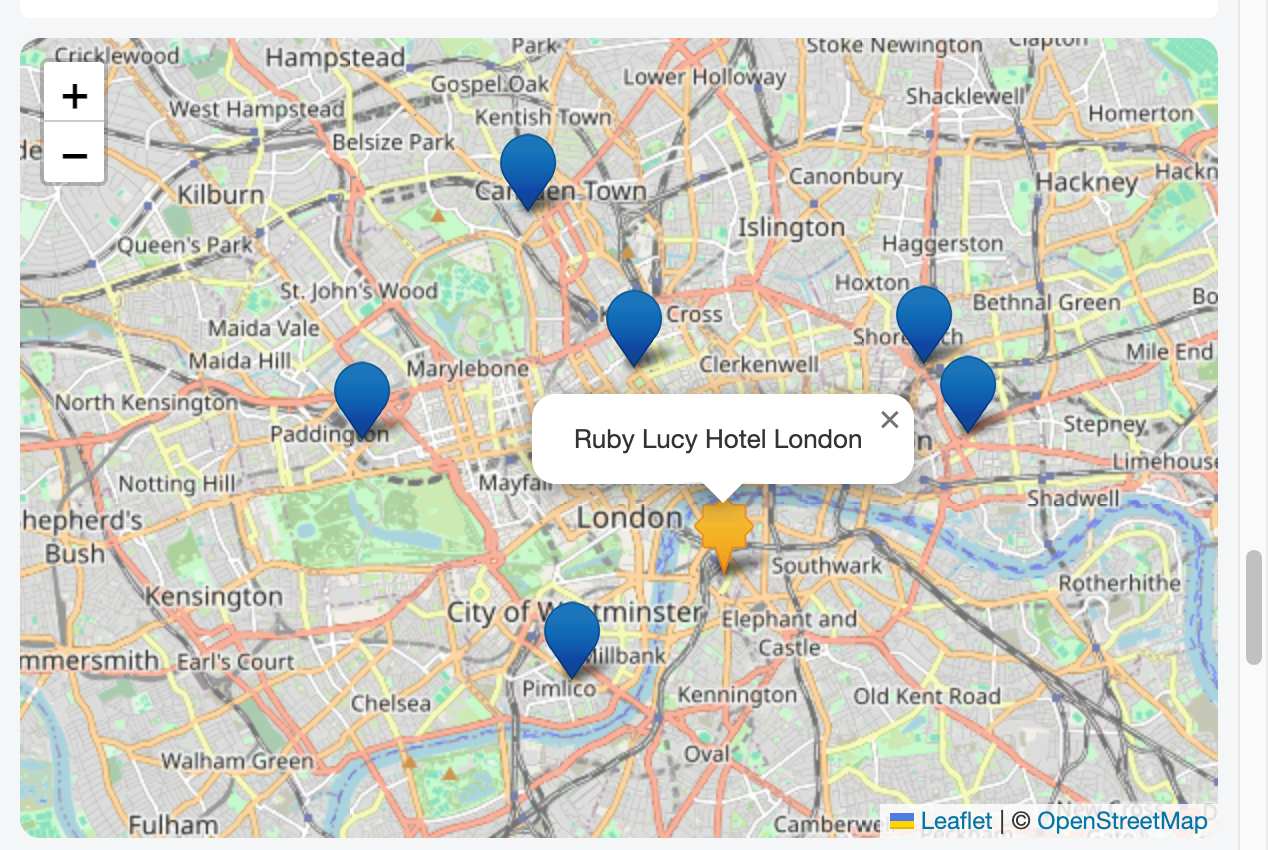 Cricklewood
Hampstead
Park
Stoke Newington
Clapton
+
Gospel Oak
Lower Holloway
West Hampstead
Kentish Town
Shacklewell
Homerton
Belsize Park
−
Kilburn
Town
Canonbury
Hackney
Queen's Park
Islington
Haggerston
St. John's Wood
Hoxton
Bethnal Green
Bo
Maida Vale
Cross
Maida Hill
Marylebone
Clerkenwell
Mile End
North Kensington
Paddington
Stepney
Ruby Lucy Hotel London
×
Limehouse
Notting Hill
Mayfair
Shadwell
hepherd's
Bush
London
Southwark
Rotherhithe
Kensington
City of
Elephant and
Castle
mmersmith
Earl's Court
Millbank
Pimlico
Kennington
Old Kent Road
Chelsea
Walham Green
Oval
Fulham
Camberwe
Leaflet | © OpenStreetMap